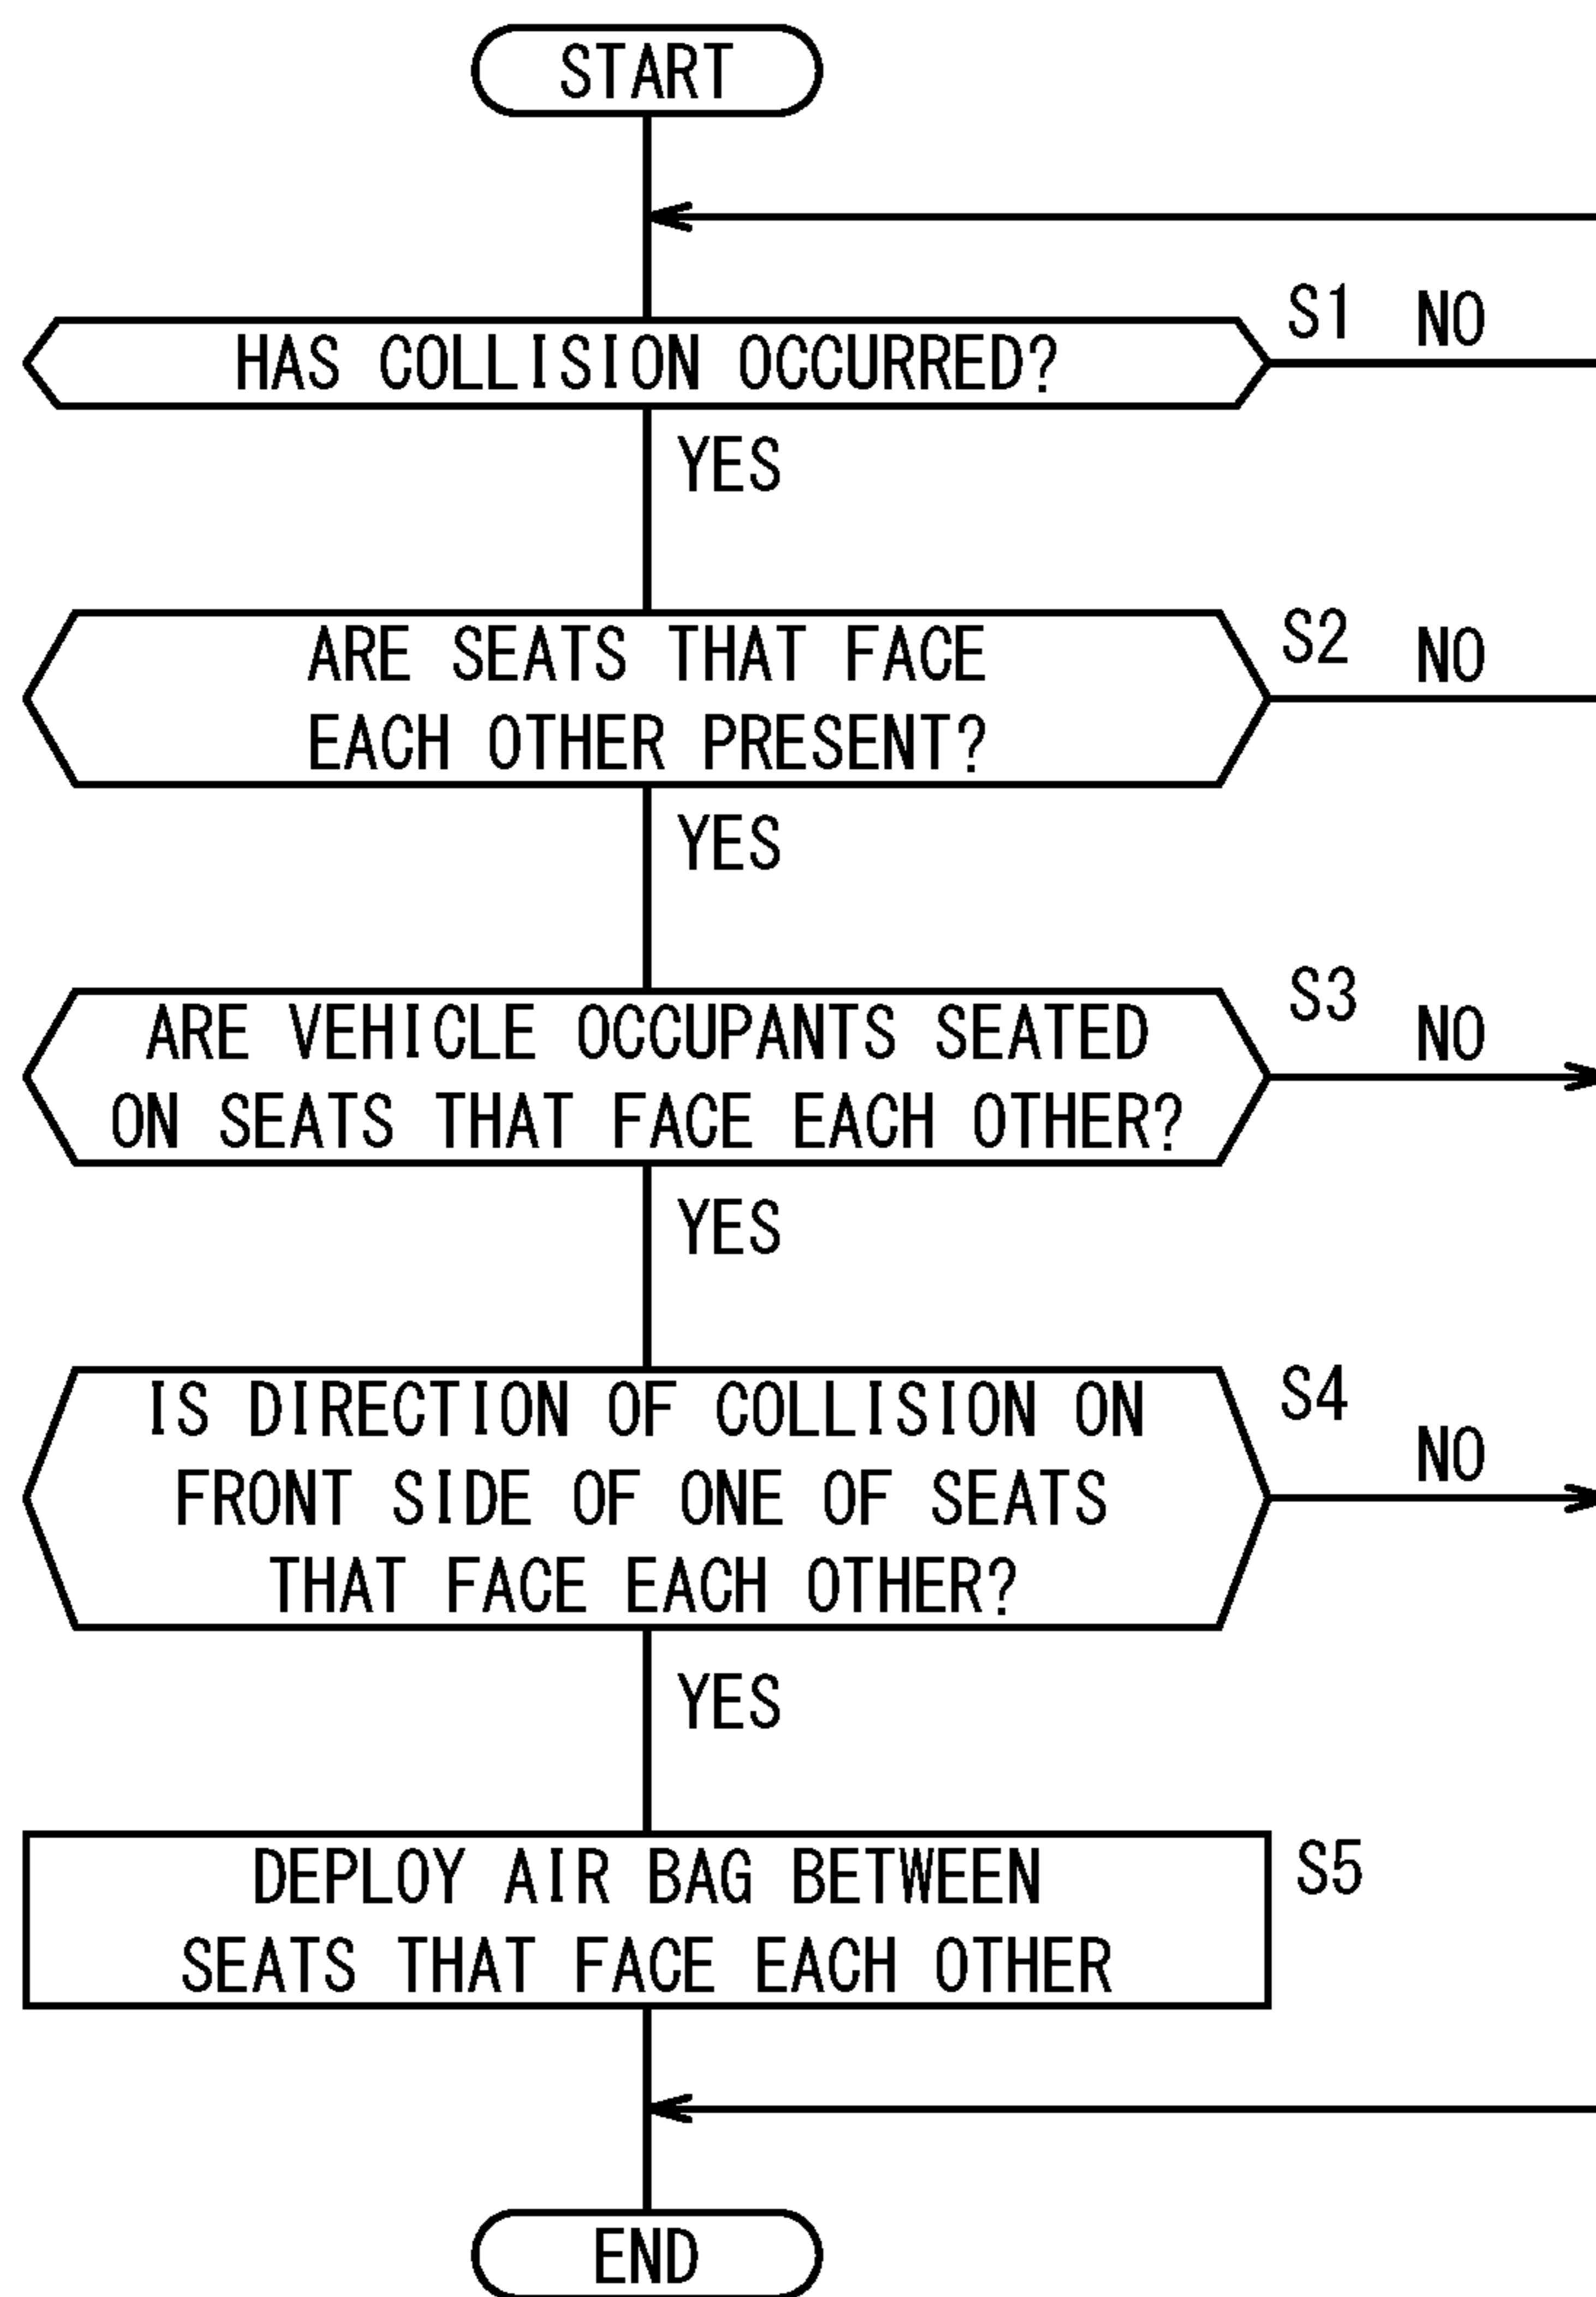 START
S1 NO
HAS COLLISION OCCURRED?
YES
S2 NO
ARE SEATS THAT FACE
EACH OTHER PRESENT?
YES
S3 NO
ARE VEHICLE OCCUPANTS SEATED
ON SEATS THAT FACE EACH OTHER?
YES
S4 NO
IS DIRECTION OF COLLISION ON
FRONT SIDE OF ONE OF SEATS
THAT FACE EACH OTHER?
YES
S5
DEPLOY AIR BAG BETWEEN
SEATS THAT FACE EACH OTHER
END